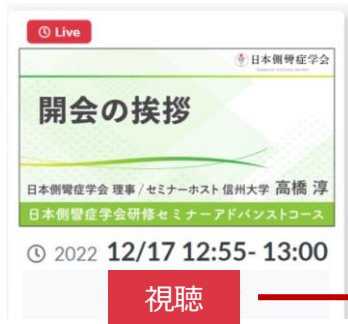 Live
日本側彎症学会
開会の挨拶
日本側彎症学会 理事 / セミナーホスト 信州大学 高橋 淳
日本側彎症学会研修セミナーアドバンストコース
2022 12/17 12:55- 13:00
視聴